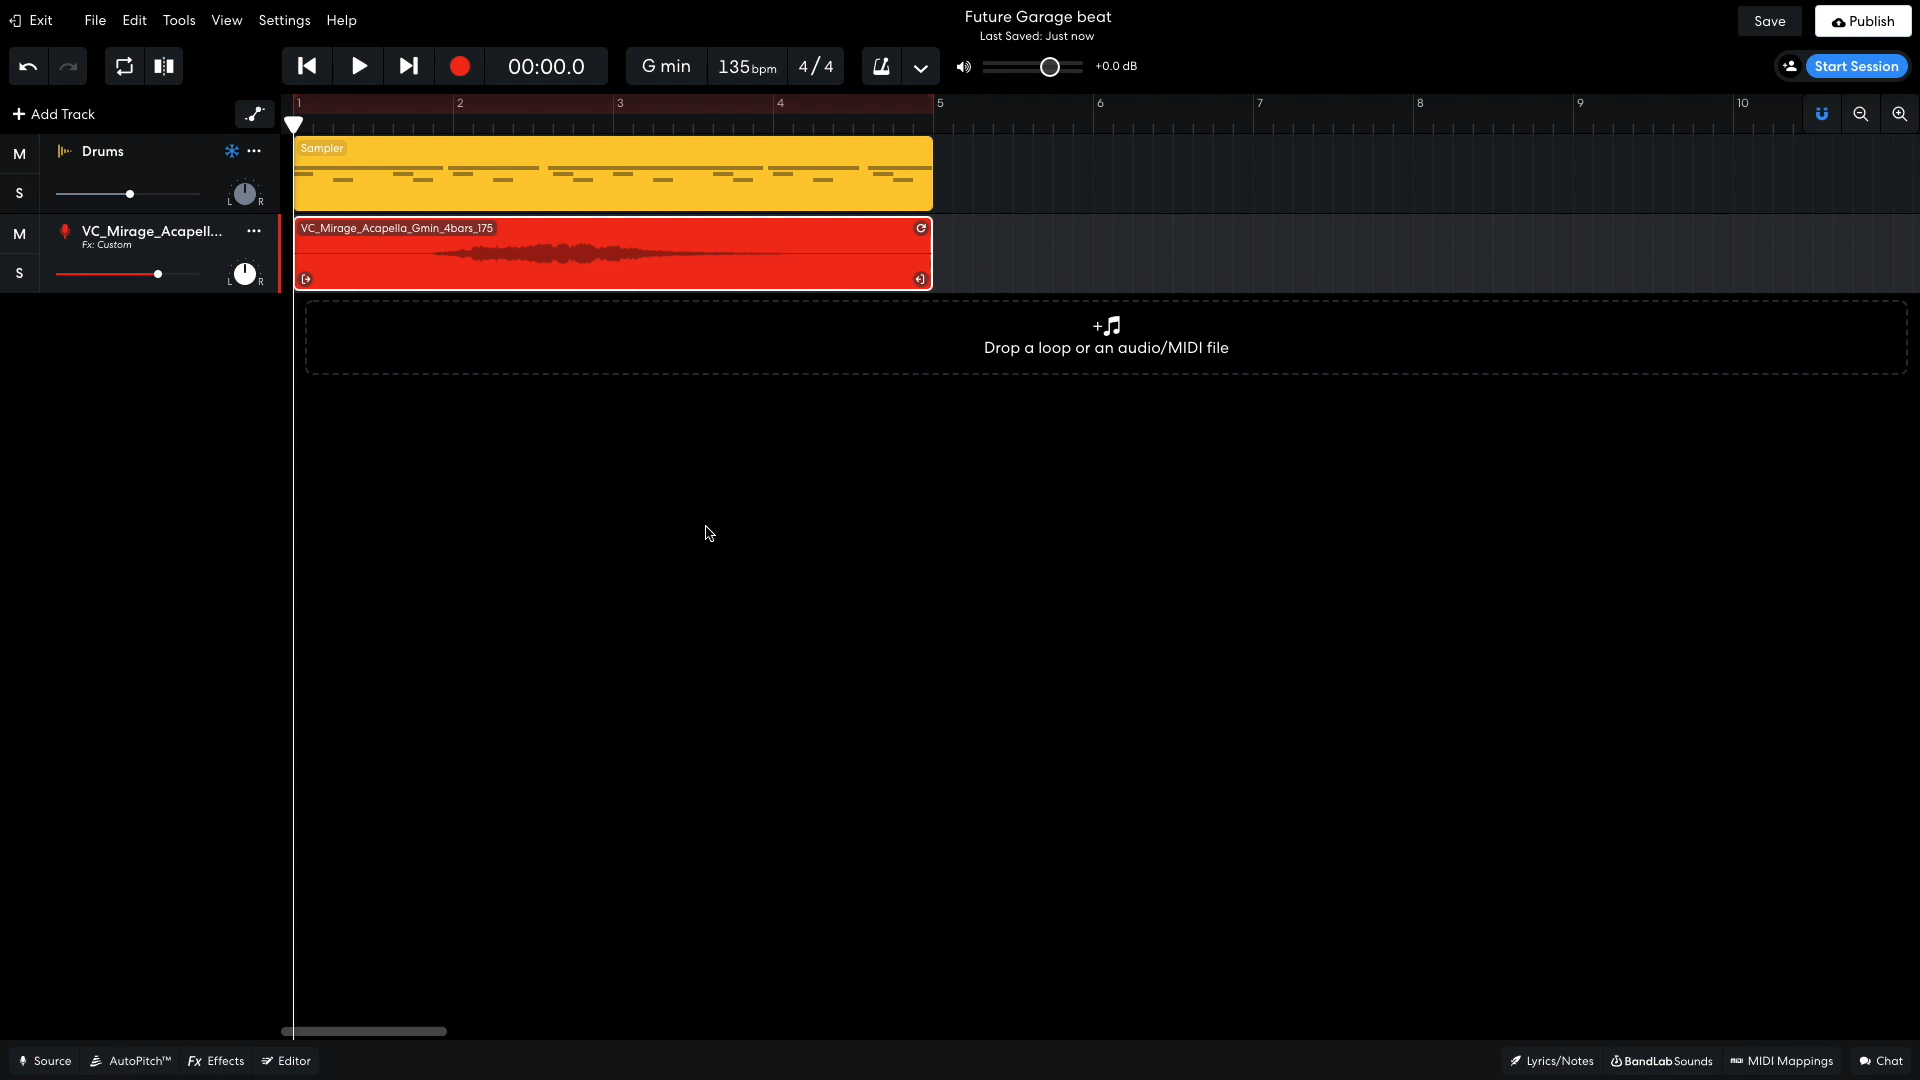 Exit File Edit Tools View Settings Help
Future Garage beat
Last Saved: Just now
Save Publish
00:00.0 G min 135bpm 4/4 +0.0 dB Start Session
+ Add Track 1 2 3 4 5 6 7 8 9 10
M Drums
S L R
Sampler
M VC_Mirage_Acapell...
Fx: Custom
S L R
VC_Mirage_Acapella_Gmin_4bars_175
Drop a loop or an audio/MIDI file
Source AutoPitch™ Fx Effects Editor Lyrics/Notes BandLab Sounds MIDI Mappings Chat